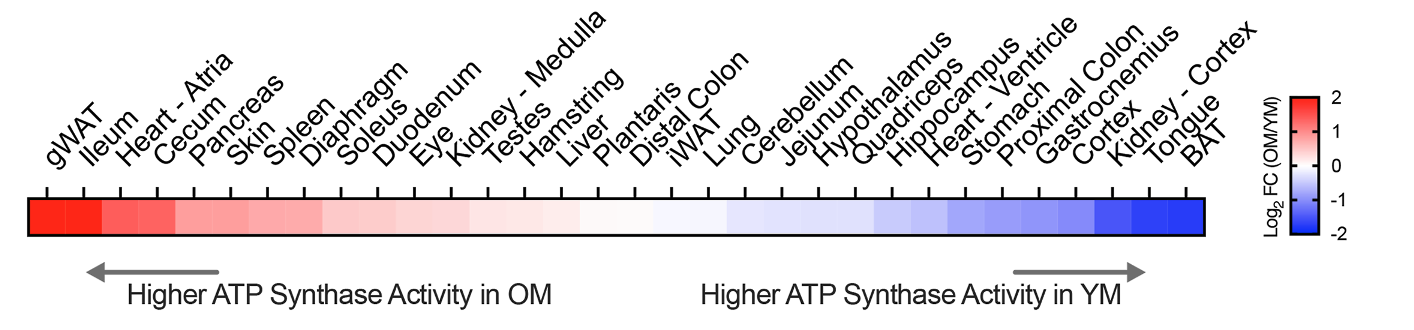 gWAT
Ileum
Heart - Atria
Cecum
Pancreas
Skin
Spleen
Diaphragm
Soleus
Duodenum
Eye
Kidney - Medulla
Testes
Hamstring
Liver
Plantaris
Distal Colon
iWAT
Lung
Cerebellum
Jejunum
Hypothalamus
Quadriceps
Hippocampus
Heart - Ventricle
Stomach
Proximal Colon
Gastrocnemius
Cortex
Kidney - Cortex
Tongue
BAT
Higher ATP Synthase Activity in OM
Higher ATP Synthase Activity in YM
Log₂ FC (OM/YM)
2
1
0
-1
-2